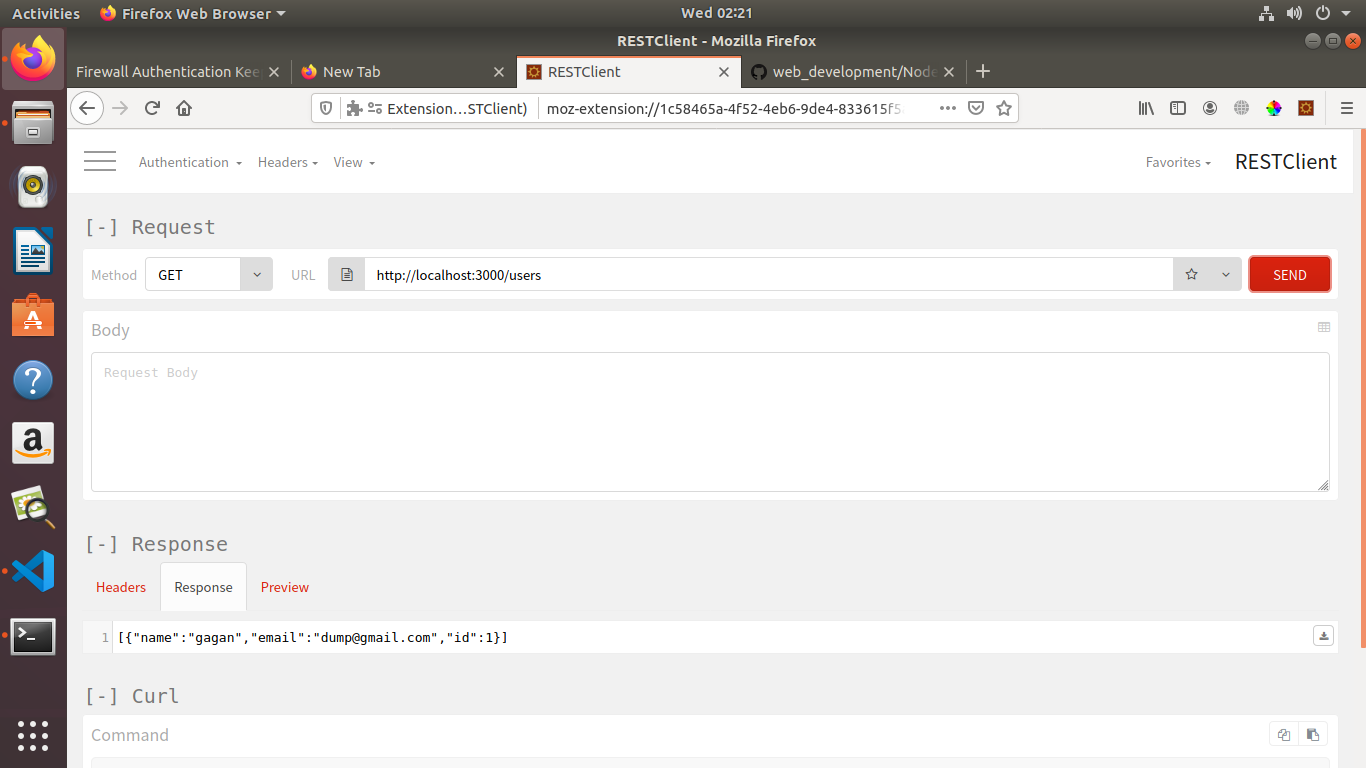 Activities Firefox Web Browser Wed 02:21
RESTClient - Mozilla Firefox
Firewall Authentication Kee New Tab RESTClient web_development/Node
Extension…STClient) moz-extension://1c58465a-4f52-4eb6-9de4-833615f5
Authentication Headers View Favorites RESTClient
[-] Request
Method GET URL http://localhost:3000/users SEND
Body
Request Body
[-] Response
Headers Response Preview
1 [{"name":"gagan","email":"dump@gmail.com","id":1}]
[-] Curl
Command